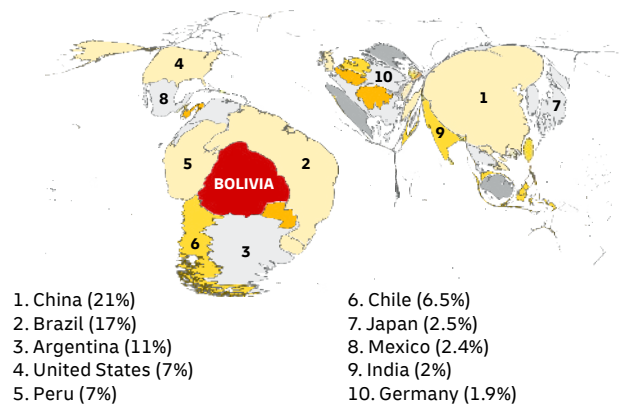 4
10
8
1
7
9
5
2
BOLIVIA
6
3
1. China (21%)
2. Brazil (17%)
3. Argentina (11%)
4. United States (7%)
5. Peru (7%)
6. Chile (6.5%)
7. Japan (2.5%)
8. Mexico (2.4%)
9. India (2%)
10. Germany (1.9%)